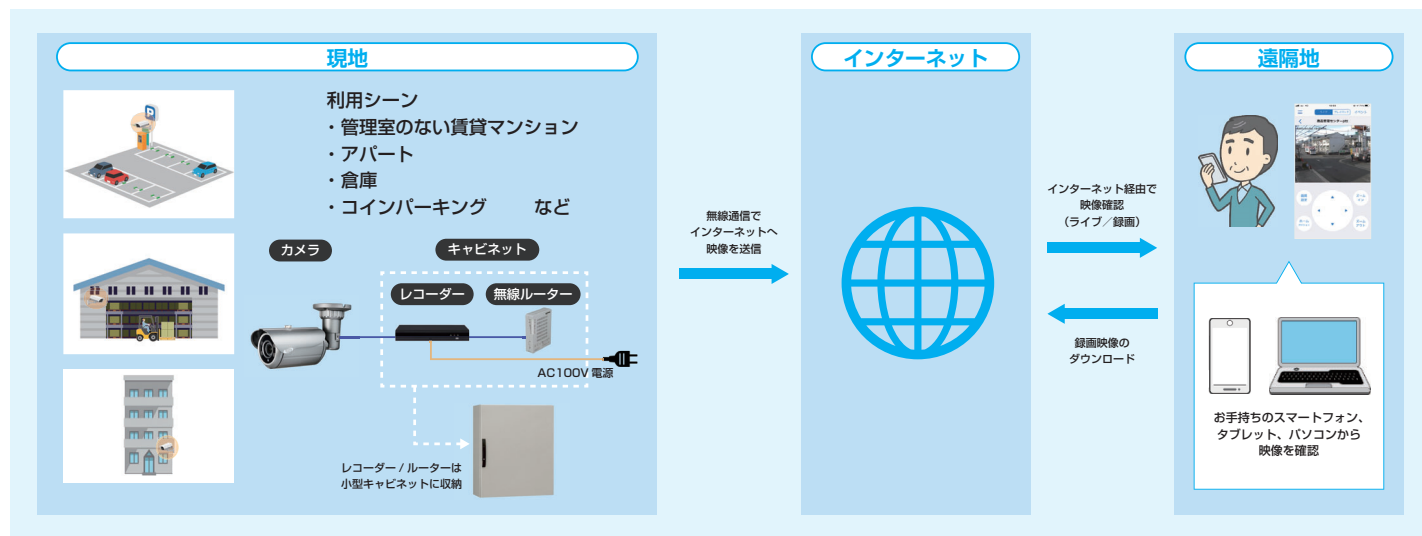 現地
利用シーン
・管理室のない賃貸マンション
・アパート
・倉庫
・コインパーキング　　など
カメラ
キャビネット
レコーダー
無線ルーター
AC100V 電源
レコーダー / ルーターは
小型キャビネットに収納
無線通信で
インターネットへ
映像を送信
インターネット
インターネット経由で
映像確認
（ライブ／録画）
録画映像の
ダウンロード
遠隔地
お手持ちのスマートフォン、
タブレット、パソコンから
映像を確認